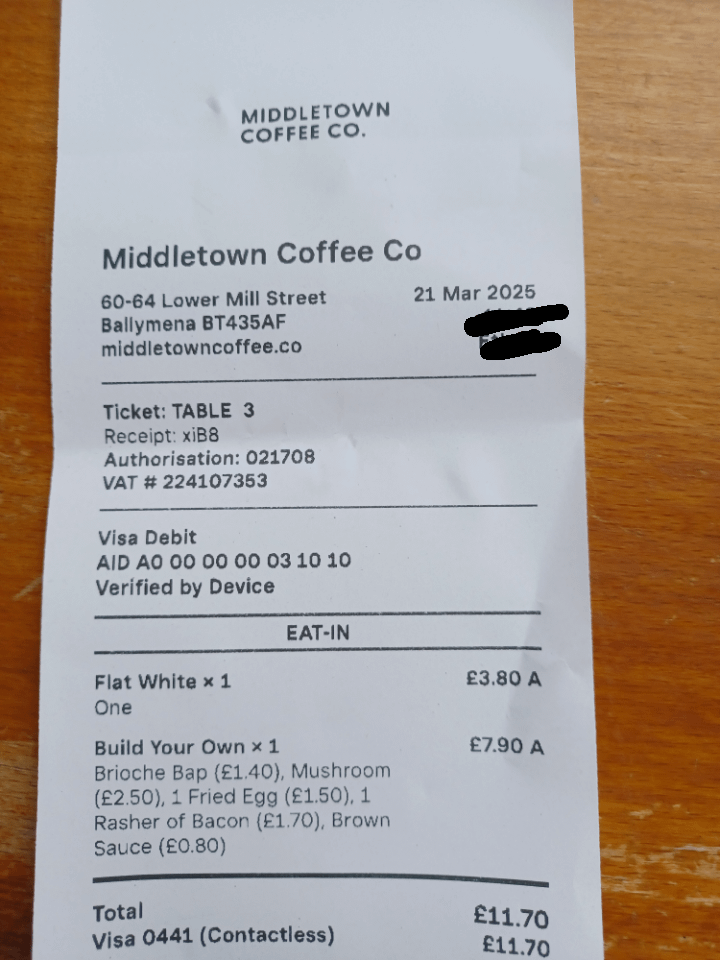 MIDDLETOWN
COFFEE CO.
Middletown Coffee Co
60-64 Lower Mill Street
21 Mar 2025
Ballymena BT435AF
middletowncoffee.co
Ticket: TABLE 3
Receipt: xiB8
Authorisation: 021708
VAT # 224107353
Visa Debit
AID A0 00 00 00 03 10 10
Verified by Device
EAT-IN
Flat White × 1 £3.80 A
One
Build Your Own × 1 £7.90 A
Brioche Bap (£1.40), Mushroom
(£2.50), 1 Fried Egg (£1.50), 1
Rasher of Bacon (£1.70), Brown
Sauce (£0.80)
Total £11.70
Visa 0441 (Contactless) £11.70